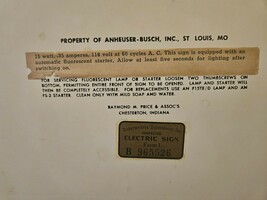 PROPERTY OF ANHEUSER-BUSCH, INC., ST LOUIS, MO
15 watt, .25 amperes, 118 volt at 60 cycles A. C. This sign is equipped with an
automatic fluorescent starter. Allow at least five seconds for lighting after
switching on.
FOR SERVICING FLUORESCENT LAMP OR STARTER LOOSEN TWO THUMBSCREWS ON
BOTTOM, PERMITTING ENTIRE FRONT OF SIGN TO OPEN. LAMP AND STARTER WILL
THEN BE COMPLETELY ACCESSIBLE. FOR REPLACEMENTS USE AN F15T8/D LAMP AND AN
FS-2 STARTER. CLEAN ONLY WITH MILD SOAP AND WATER.
RAYMOND M. PRICE & ASSOC'S.
CHESTERTON, INDIANA
ELECTRIC SIGN
B 965526